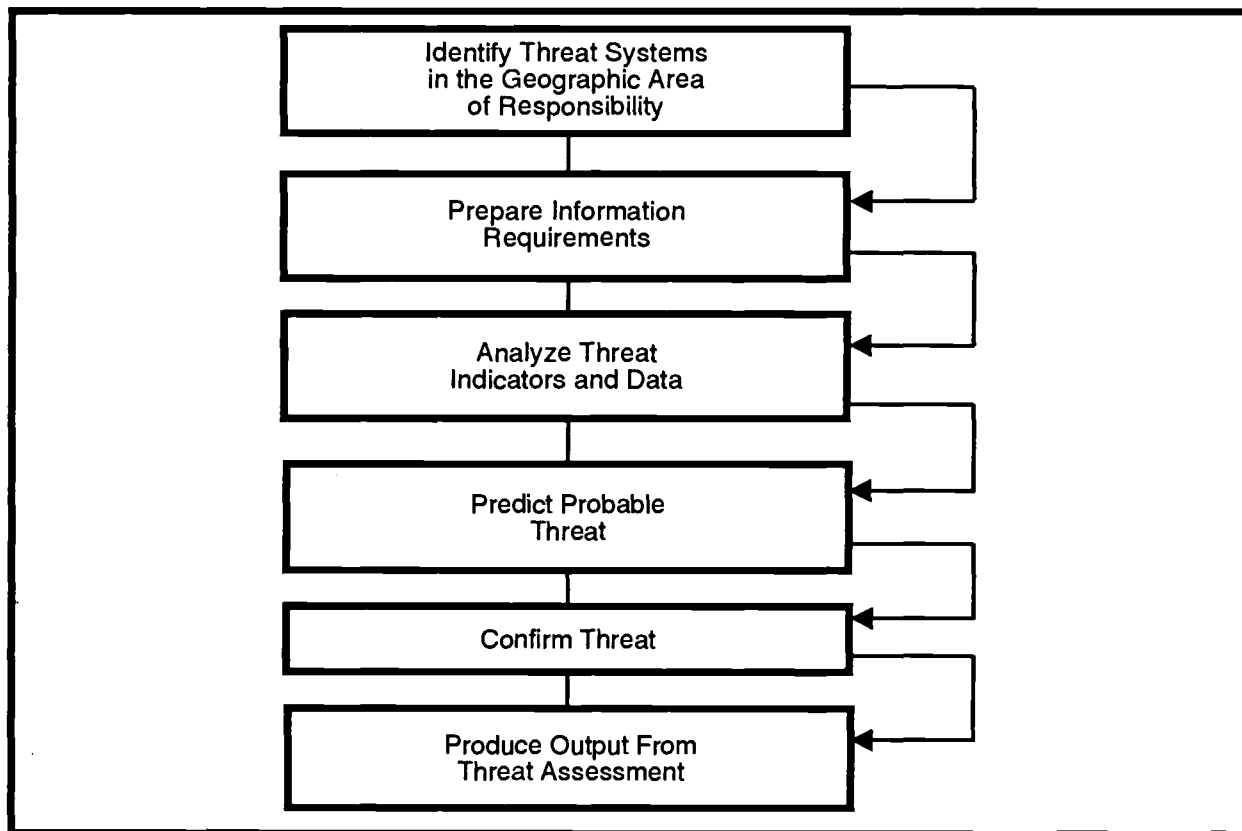 Identify Threat Systems
in the Geographic Area
of Responsibility
Prepare Information
Requirements
Analyze Threat
Indicators and Data
Predict Probable
Threat
Confirm Threat
Produce Output From
Threat Assessment